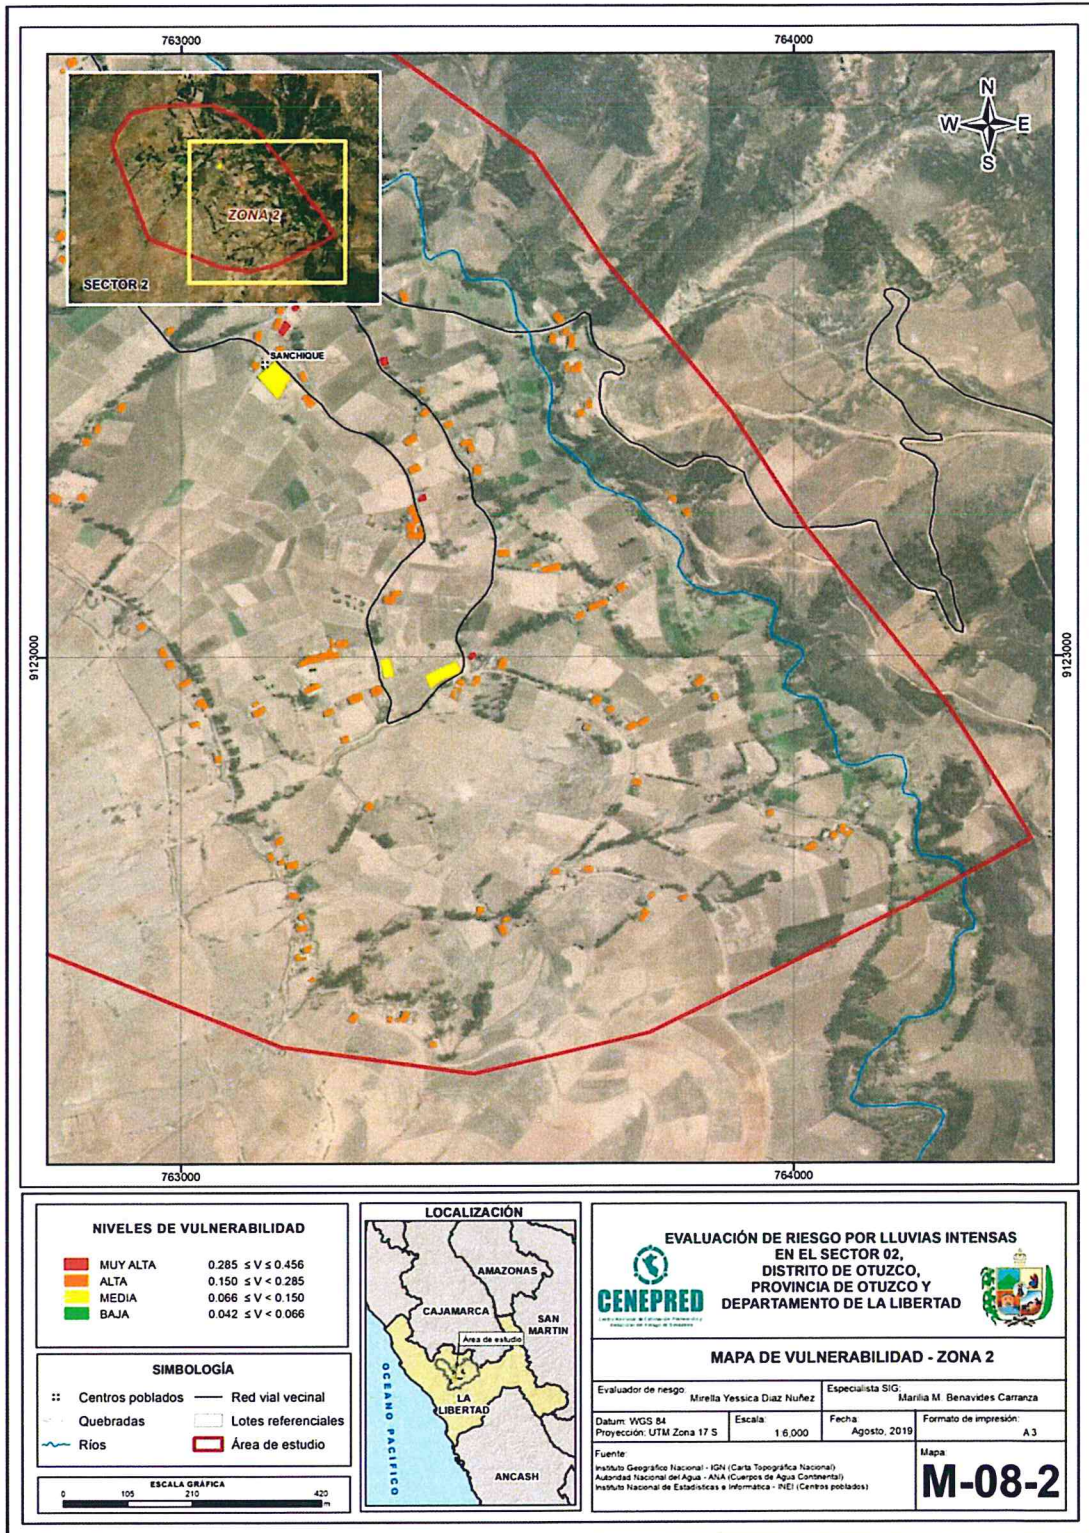 763000
764000
N
W
E
S
ZONA 2
SECTOR 2
SANCHIQUE
9123000
9123000
763000
764000
NIVELES DE VULNERABILIDAD
MUY ALTA 0.285 ≤ V ≤ 0.456
ALTA 0.150 ≤ V < 0.285
MEDIA 0.066 ≤ V < 0.150
BAJA 0.042 ≤ V < 0.066
SIMBOLOGÍA
Centros poblados
Red vial vecinal
Quebradas
Lotes referenciales
Ríos
Área de estudio
ESCALA GRÁFICA
0 105 210 420
m
LOCALIZACIÓN
AMAZONAS
CAJAMARCA
SAN
MARTIN
Área de estudio
LA
LIBERTAD
OCEANO PACIFICO
ANCASH
CENEPRED
EVALUACIÓN DE RIESGO POR LLUVIAS INTENSAS
EN EL SECTOR 02,
DISTRITO DE OTUZCO,
PROVINCIA DE OTUZCO Y
DEPARTAMENTO DE LA LIBERTAD
MAPA DE VULNERABILIDAD - ZONA 2
Evaluador de riesgo:
Mirella Yessica Diaz Nuñez
Especialista SIG:
Marilia M. Benavides Carranza
Datum: WGS 84
Proyección: UTM Zona 17 S
Escala:
1:6,000
Fecha:
Agosto, 2019
Formato de impresión:
A3
Fuente:
Instituto Geográfico Nacional - IGN (Carta Topográfica Nacional)
Autoridad Nacional del Agua - ANA (Cuerpos de Agua Continental)
Instituto Nacional de Estadísticas e Informática - INEI (Centros poblados)
Mapa:
M-08-2